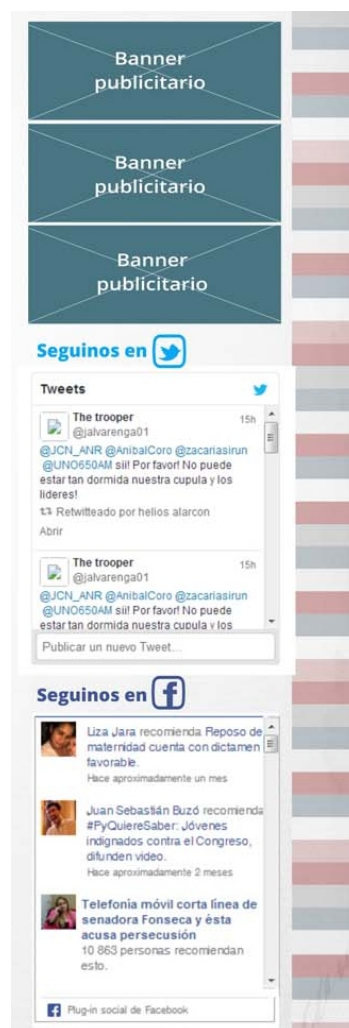 Banner
publicitario
Banner
publicitario
Banner
publicitario
Seguinos en
Tweets
The trooper 15h
@jalvarenga01
@JCN_ANR @AnibalCoro @zacariasirun
@UNO650AM sii! Por favor! No puede
estar tan dormida nuestra cupula y los
lideres!
Retwitteado por helios alarcon
Abrir
The trooper 15h
@jalvarenga01
@JCN_ANR @AnibalCoro @zacariasirun
@UNO650AM sii! Por favor! No puede
estar tan dormida nuestra cupula y los
Publicar un nuevo Tweet...
Seguinos en
Liza Jara recomienda Reposo de
maternidad cuenta con dictamen
favorable.
Hace aproximadamente un mes
Juan Sebastián Buzó recomienda
#PyQuiereSaber: Jóvenes
indignados contra el Congreso,
difunden video.
Hace aproximadamente 2 meses
Telefonía móvil corta línea de
senadora Fonseca y ésta
acusa persecusión
10 863 personas recomiendan
esto.
Plug-in social de Facebook